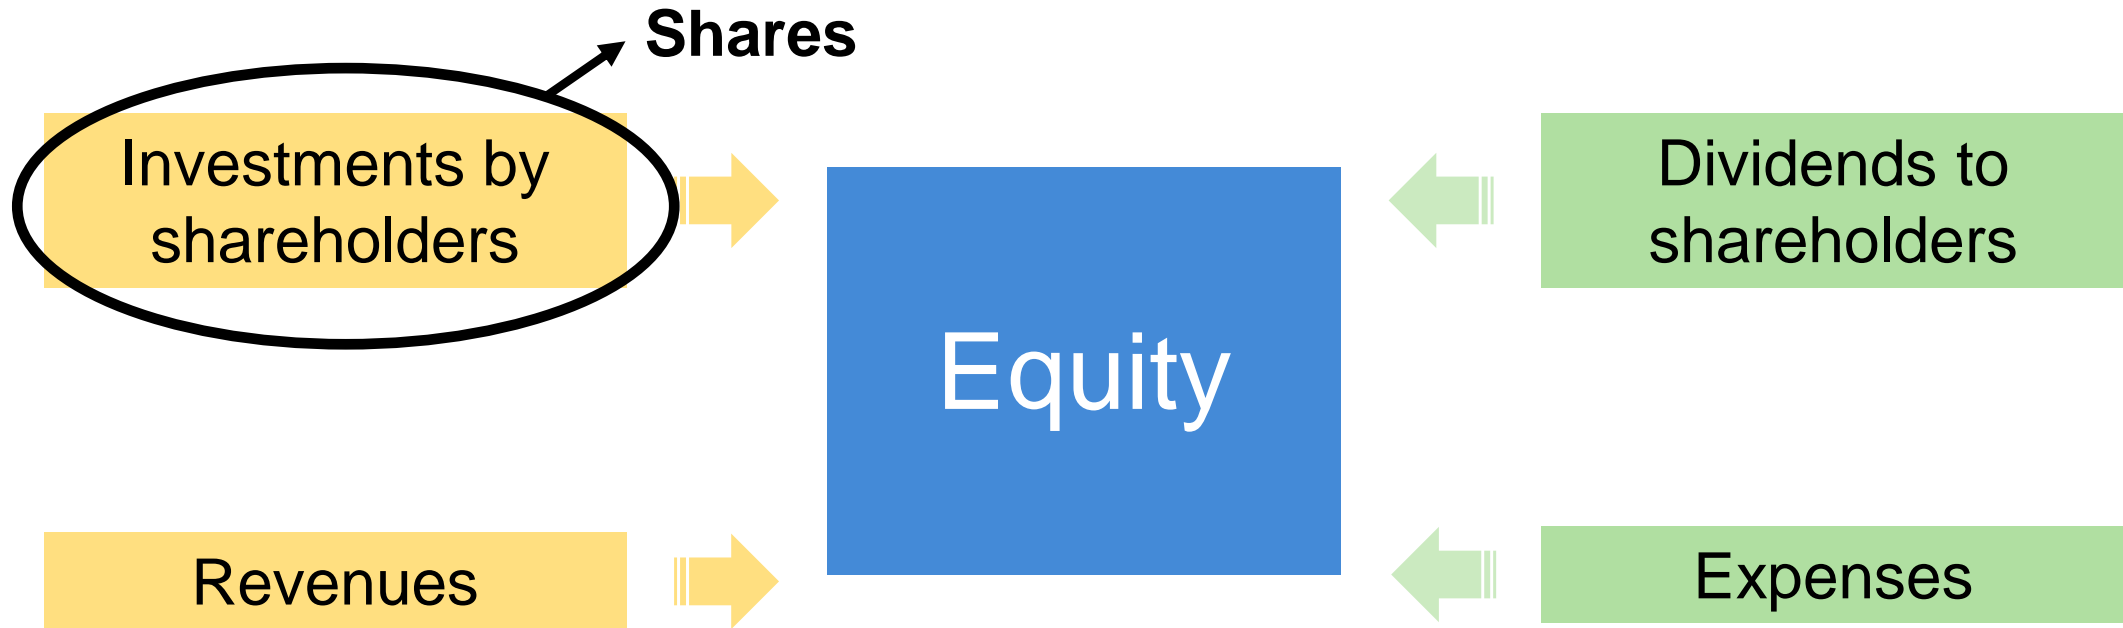 Shares
Investments by
shareholders
Equity
Dividends to
shareholders
Revenues
Expenses